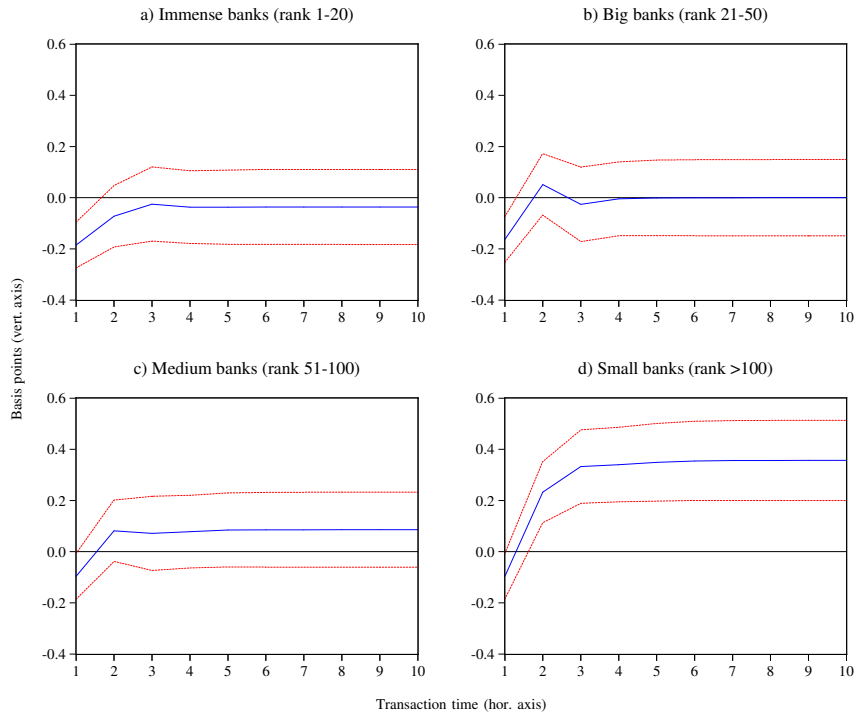 a) Immense banks (rank 1-20)
0.6
0.4
0.2
0.0
-0.2
-0.4
1 2 3 4 5 6 7 8 9 10
b) Big banks (rank 21-50)
0.6
0.4
0.2
0.0
-0.2
-0.4
1 2 3 4 5 6 7 8 9 10
Basis points (vert. axis)
c) Medium banks (rank 51-100)
0.6
0.4
0.2
0.0
-0.2
-0.4
1 2 3 4 5 6 7 8 9 10
d) Small banks (rank >100)
0.6
0.4
0.2
0.0
-0.2
-0.4
1 2 3 4 5 6 7 8 9 10
Transaction time (hor. axis)